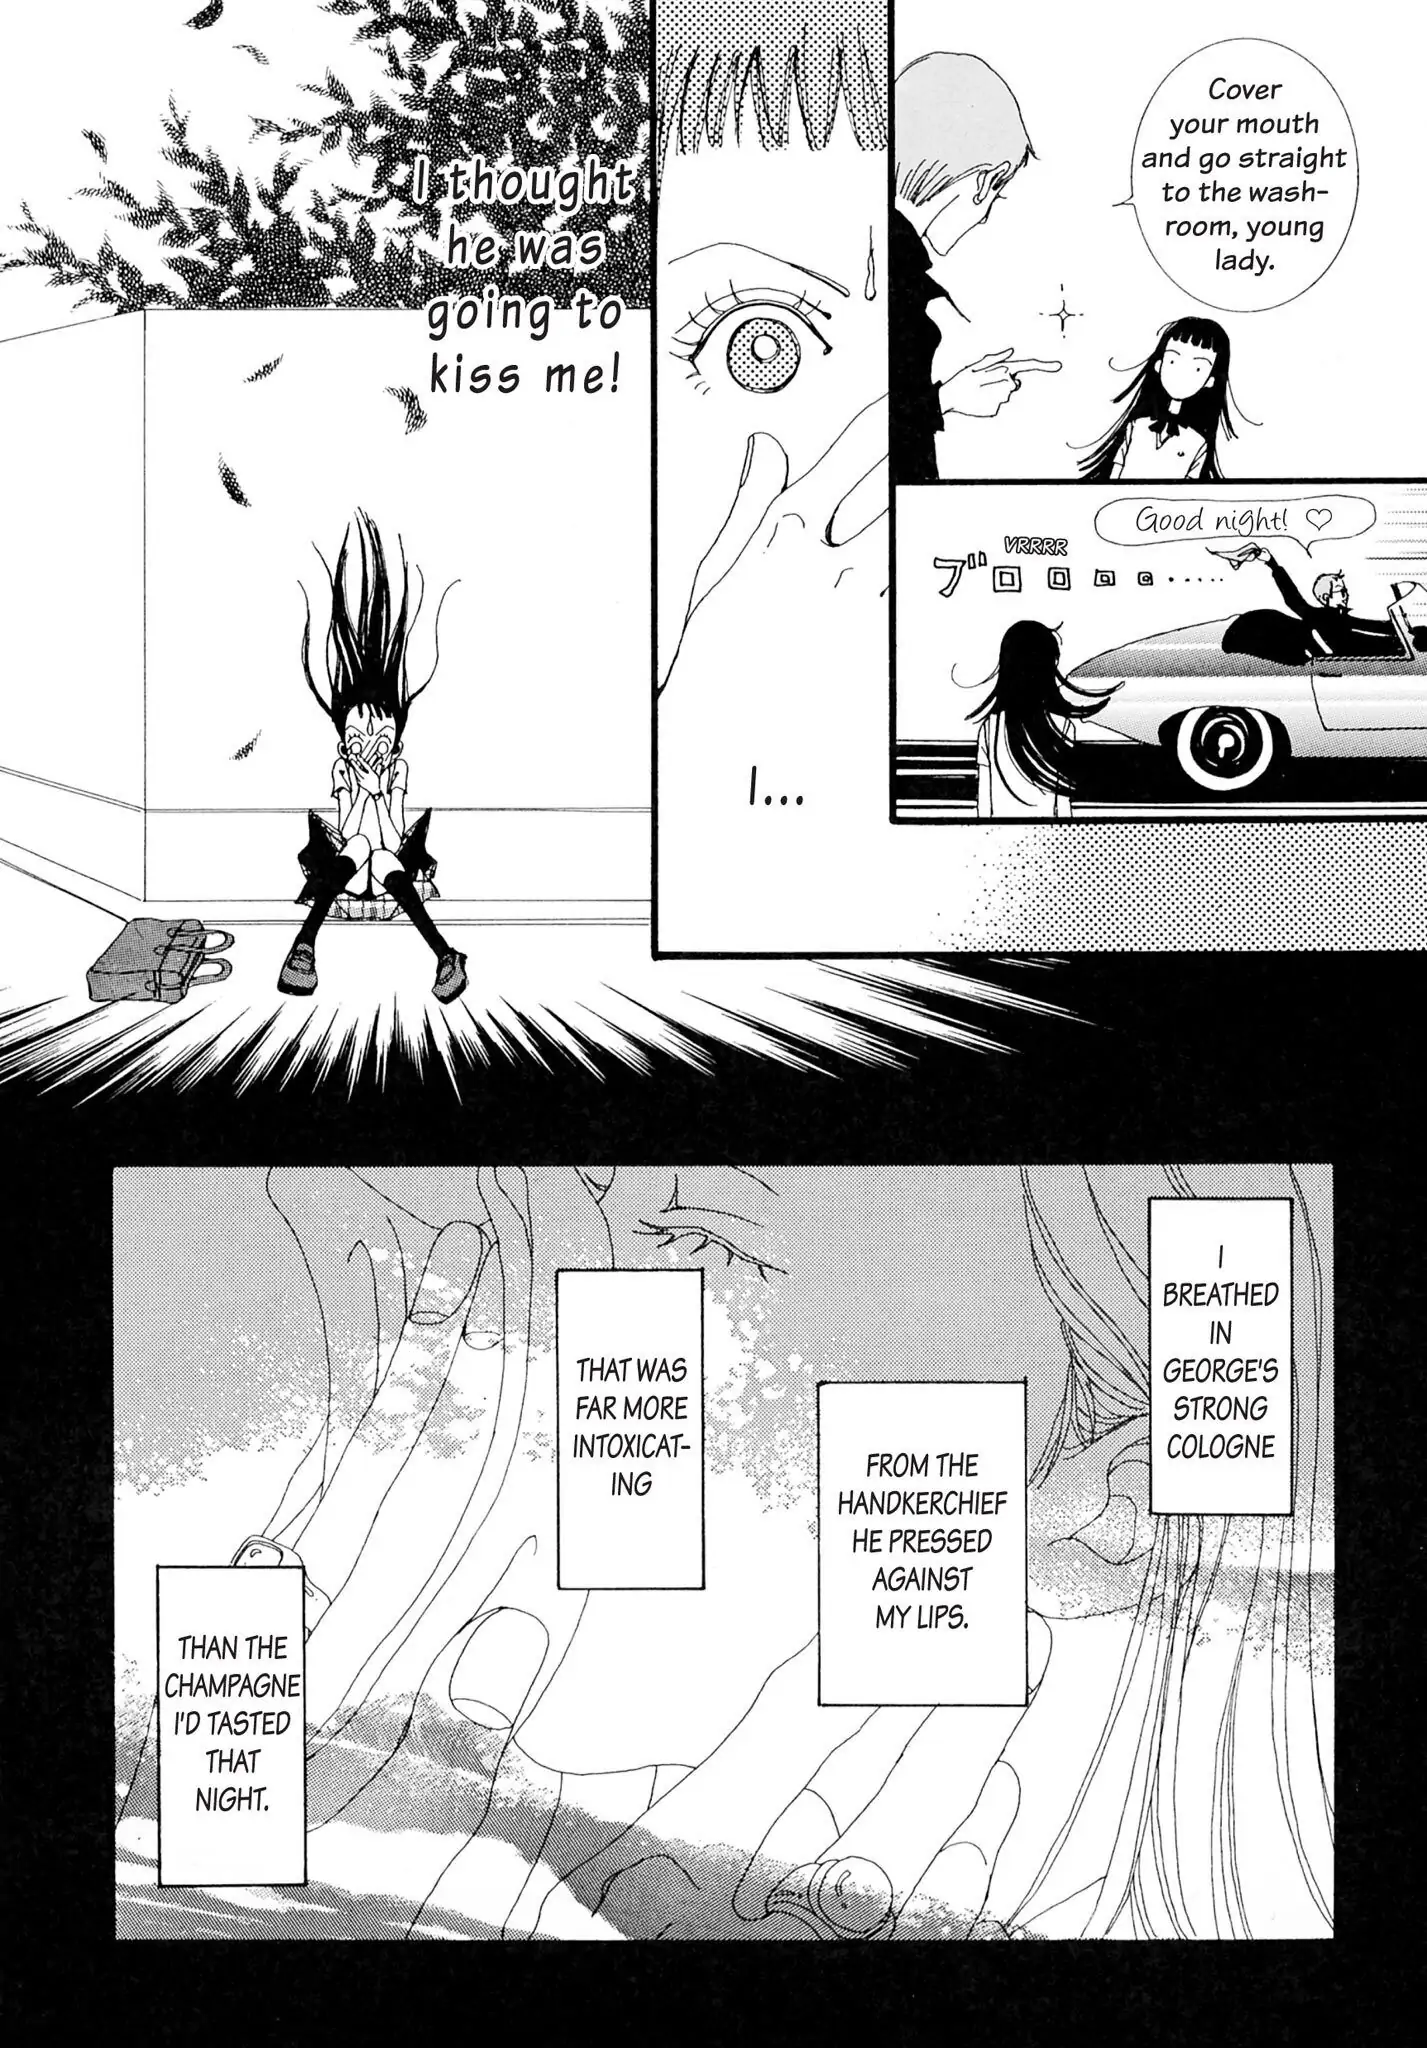 Cover
your mouth
and go straight
to the wash-
room, young
lady.
Good night! ♡
VRRRR
ブロロロロロ......
I...
I thought
he was
going to
kiss me!
I
BREATHED
IN
GEORGE'S
STRONG
COLOGNE
FROM THE
HANDKERCHIEF
HE PRESSED
AGAINST
MY LIPS.
THAT WAS
FAR MORE
INTOXICAT-
ING
THAN THE
CHAMPAGNE
I'D TASTED
THAT
NIGHT.